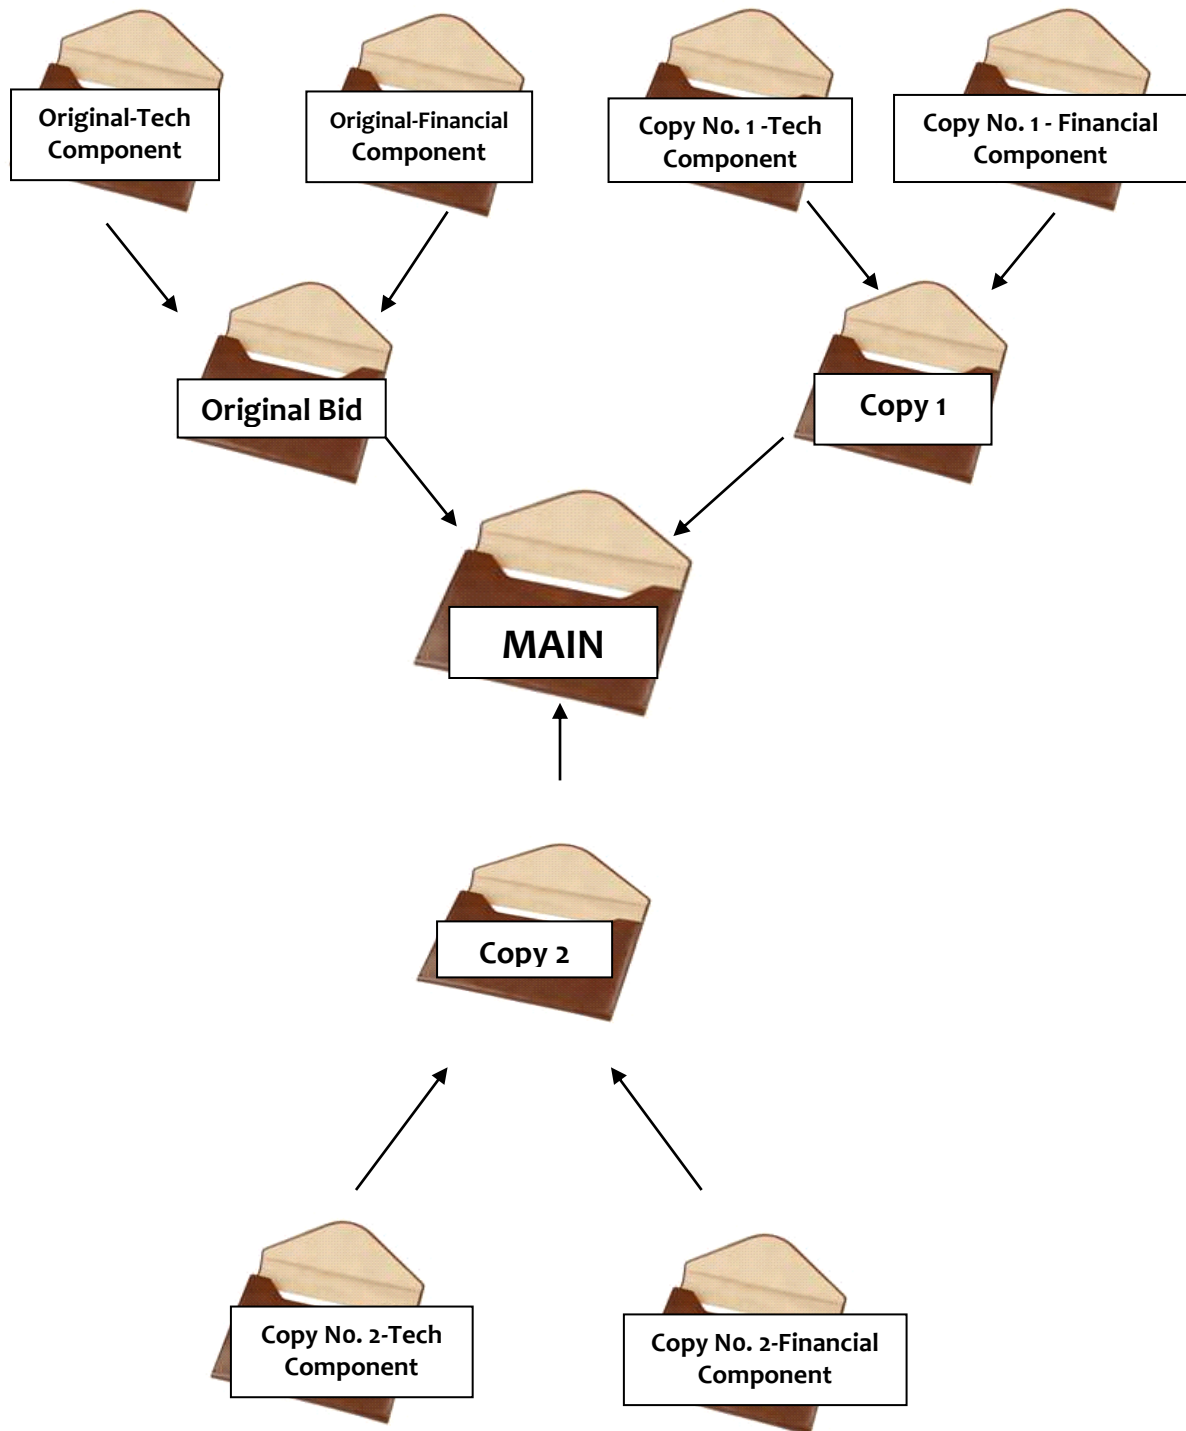 Original-Tech
Component
Original-Financial
Component
Copy No. 1 -Tech
Component
Copy No. 1 - Financial
Component
Original Bid
Copy 1
MAIN
Copy 2
Copy No. 2-Tech
Component
Copy No. 2-Financial
Component